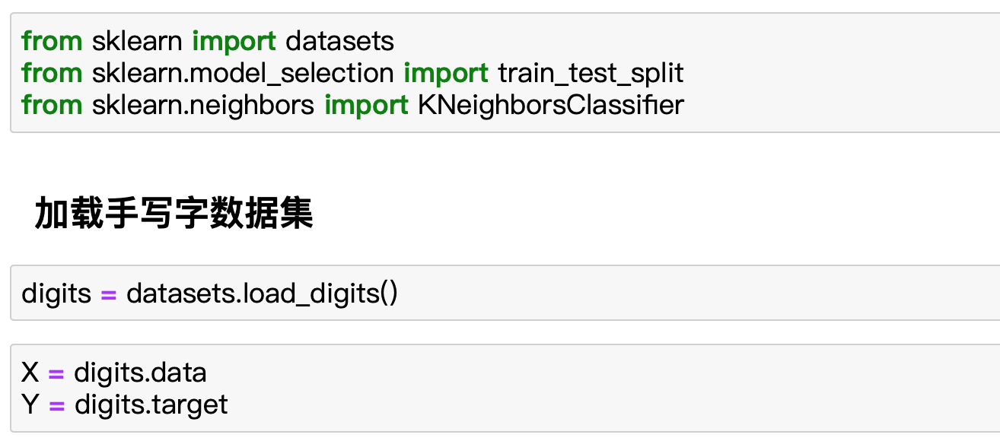 from sklearn import datasets
from sklearn.model_selection import train_test_split
from sklearn.neighbors import KNeighborsClassifier
加载手写字数据集
digits = datasets.load_digits()
X = digits.data
Y = digits.target